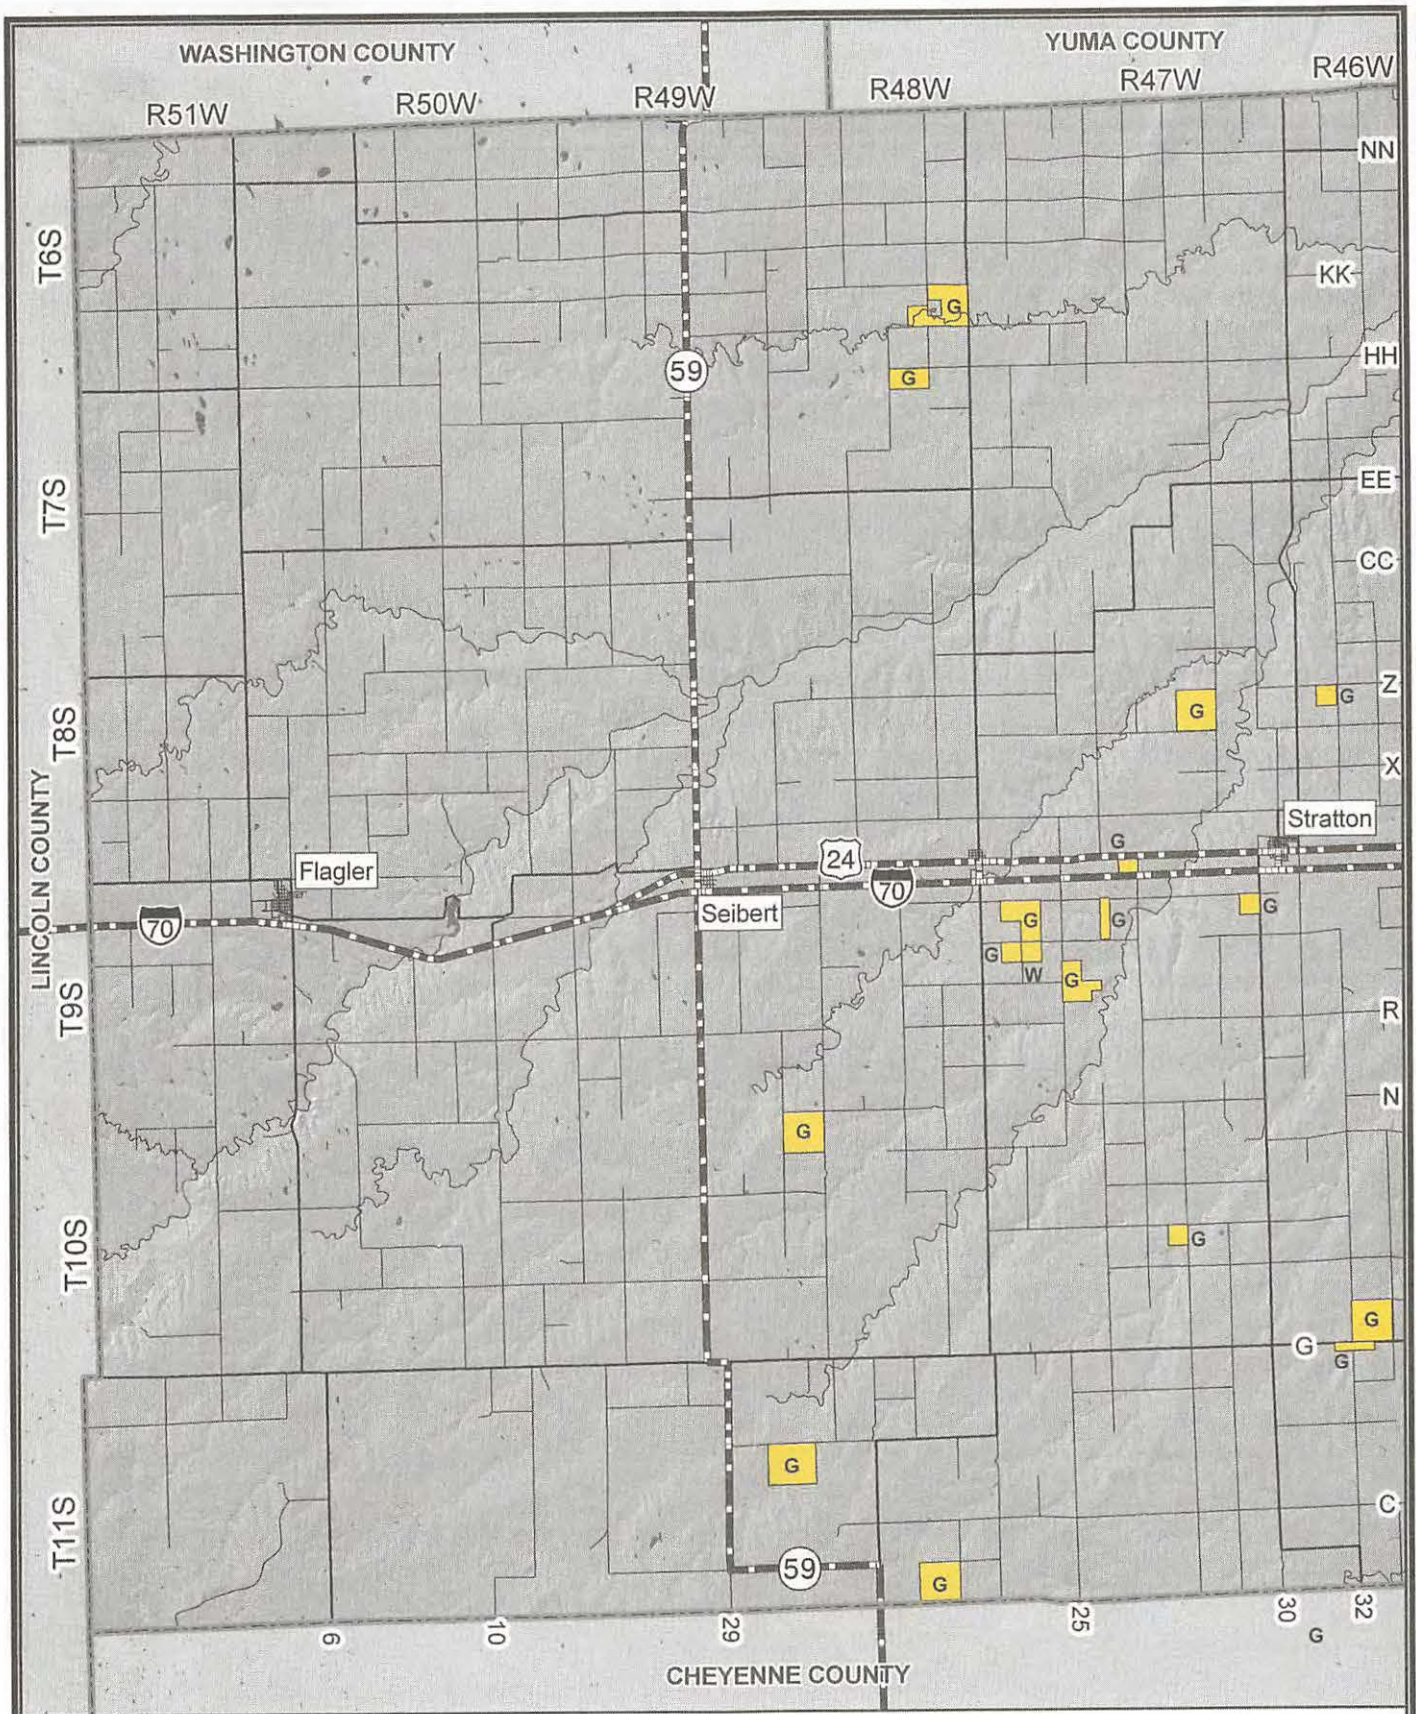 WASHINGTON COUNTY
YUMA COUNTY
R51W
R50W
R49W
R48W
R47W
R46W
NN
T6S
KK
G
59
HH
G
T7S
EE
CC
Z
G
G
T8S
X
LINCOLN COUNTY
Stratton
G
24
Flagler
70
70
Seibert
G
G
G
G
W
G
T9S
R
N
G
G
G
T10S
G
G
G
G
T11S
C
59
G
6
10
29
25
30
32
G
CHEYENNE COUNTY